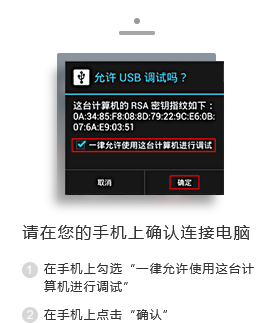 允许 USB 调试吗？
这台计算机的 RSA 密钥指纹如下：
0A:34:85:F8:08:8D:79:22:9C:E6:0B:
07:6A:E9:03:51
一律允许使用这台计算机进行调试
取消
确定
请在您的手机上确认连接电脑
1 在手机上勾选“一律允许使用这台计
算机进行调试”
2 在手机上点击“确认”